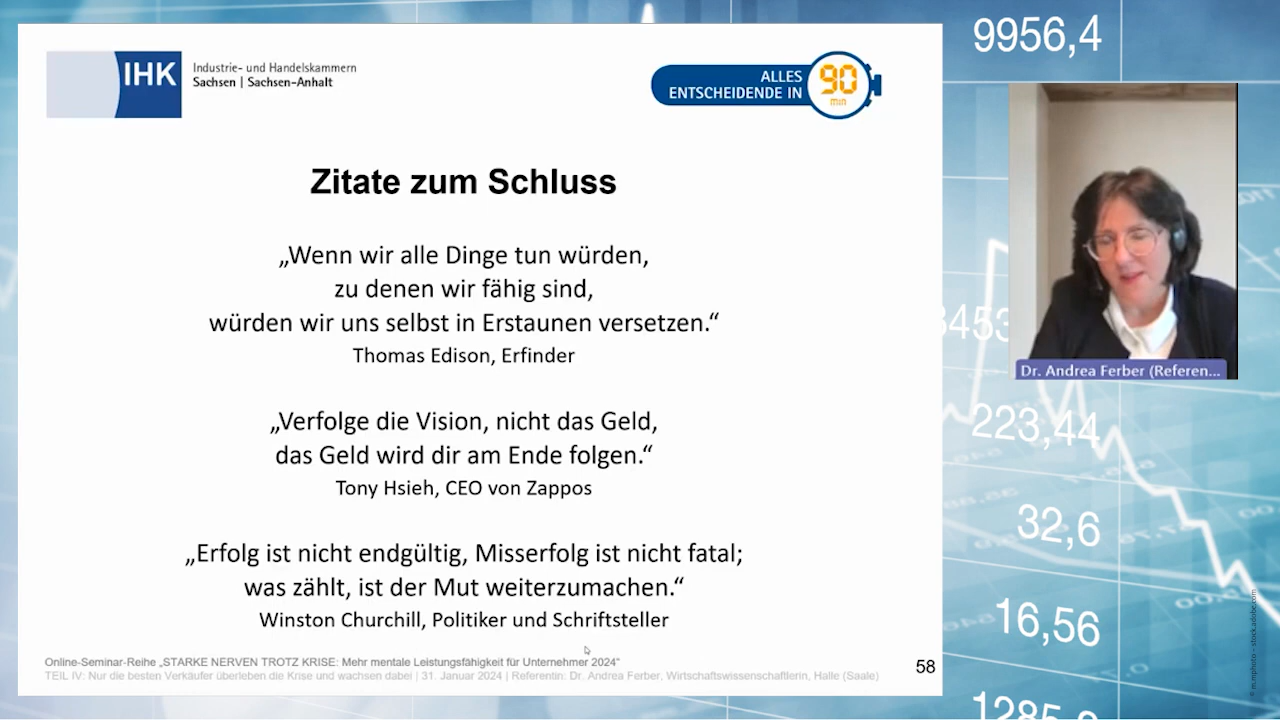 IHK
Industrie- und Handelskammern
Sachsen | Sachsen-Anhalt
ALLES
ENTSCHEIDENDE IN
90
min
Zitate zum Schluss
„Wenn wir alle Dinge tun würden,
zu denen wir fähig sind,
würden wir uns selbst in Erstaunen versetzen.“
Thomas Edison, Erfinder
„Verfolge die Vision, nicht das Geld,
das Geld wird dir am Ende folgen.“
Tony Hsieh, CEO von Zappos
„Erfolg ist nicht endgültig, Misserfolg ist nicht fatal;
was zählt, ist der Mut weiterzumachen.“
Winston Churchill, Politiker und Schriftsteller
Online-Seminar-Reihe „STARKE NERVEN TROTZ KRISE: Mehr mentale Leistungsfähigkeit für Unternehmer 2024“
TEIL IV: Nur die besten Verkäufer überleben die Krise und wachsen dabei | 31. Januar 2024 | Referentin: Dr. Andrea Ferber, Wirtschaftswissenschaftlerin, Halle (Saale)
58
9956,4
Dr. Andrea Ferber (Referen...
223,44
32,6
16,56